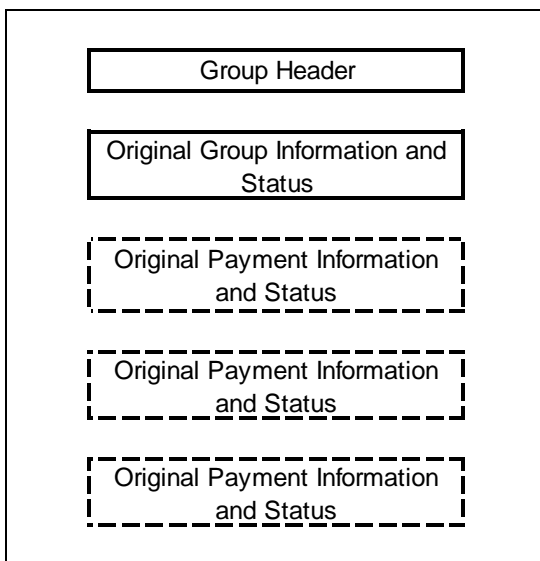 Group Header
Original Group Information and
Status
Original Payment Information
and Status
Original Payment Information
and Status
Original Payment Information
and Status